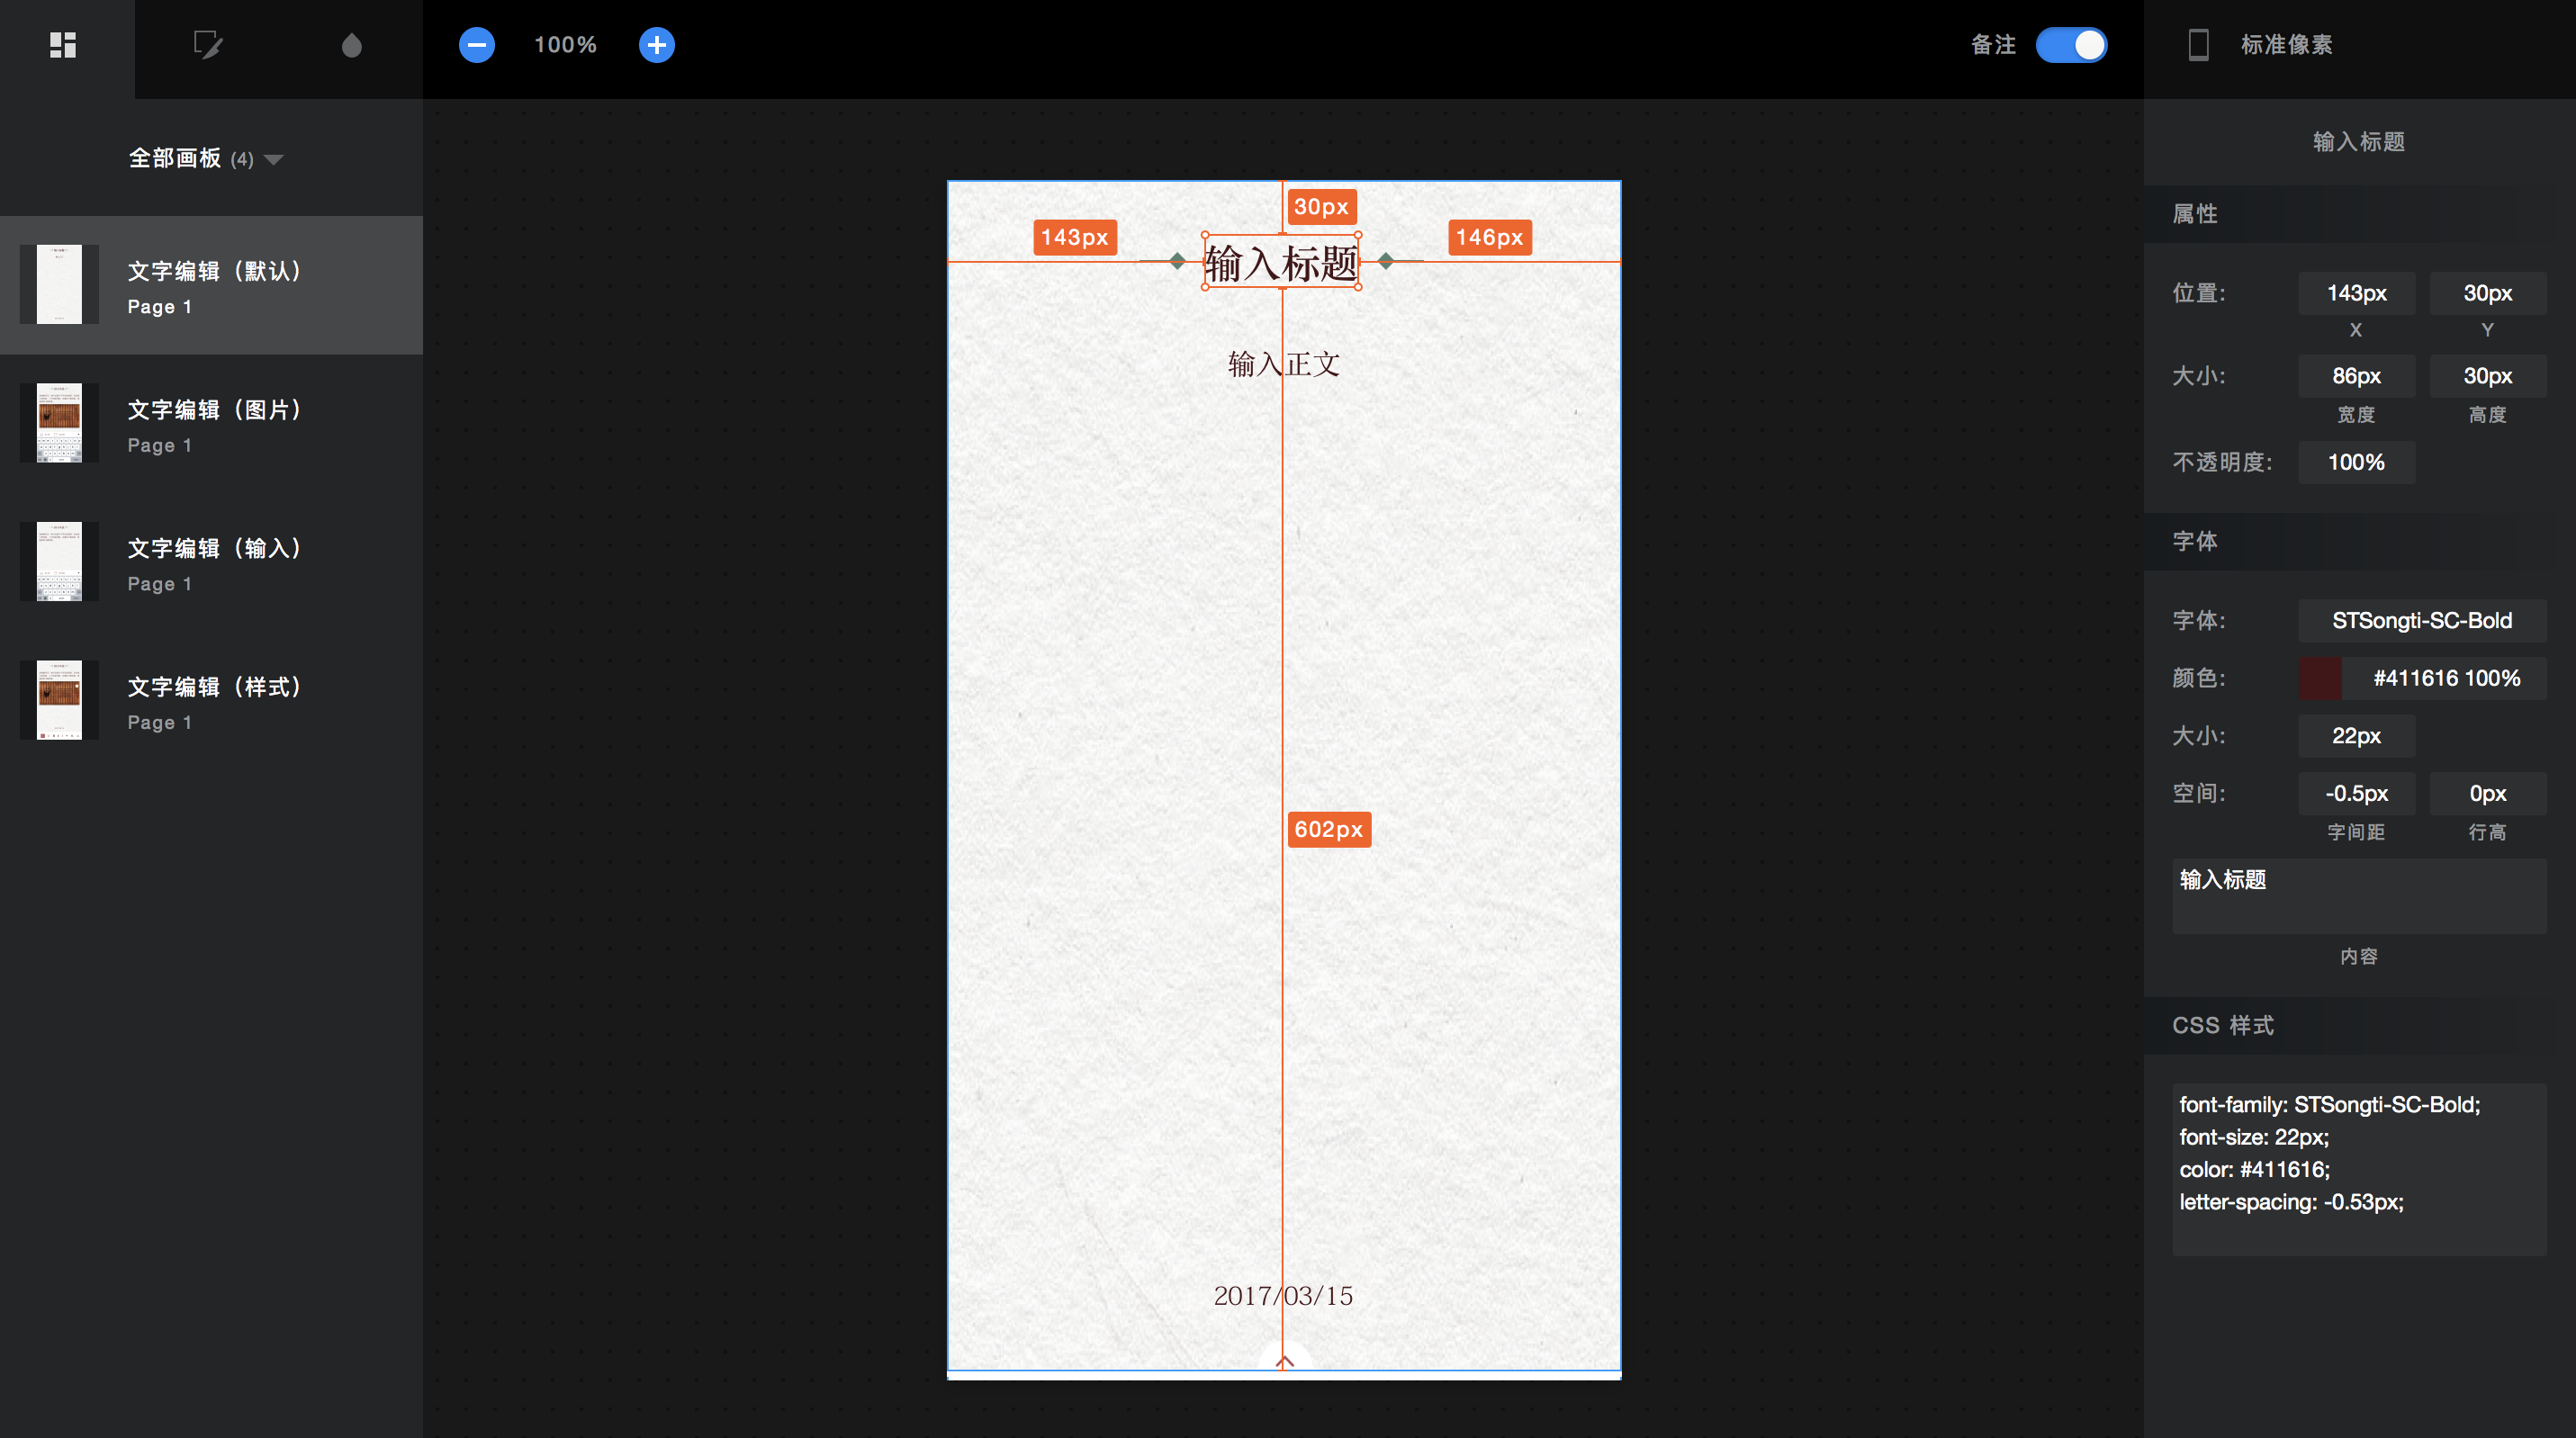 100%
备注
标准像素
全部画板 (4)
文字编辑（默认）
Page 1
文字编辑（图片）
Page 1
文字编辑（输入）
Page 1
文字编辑（样式）
Page 1
30px
143px
146px
输入标题
输入正文
602px
2017/03/15
输入标题
属性
位置: 143px 30px
X Y
大小: 86px 30px
宽度 高度
不透明度: 100%
字体
字体: STSongti-SC-Bold
颜色: #411616 100%
大小: 22px
空间: -0.5px 0px
字间距 行高
输入标题
内容
CSS 样式
font-family: STSongti-SC-Bold;
font-size: 22px;
color: #411616;
letter-spacing: -0.53px;